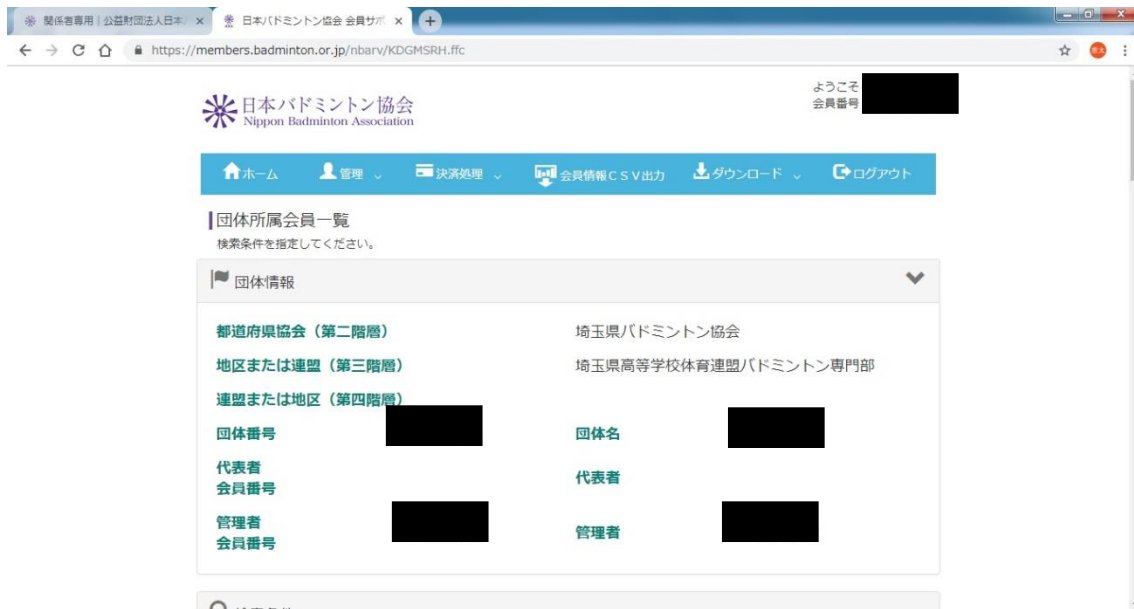 関係者専用｜公益財団法人日本
日本バドミントン協会 会員サポ
https://members.badminton.or.jp/nbarv/KDGMSRH.ffc
日本バドミントン協会
Nippon Badminton Association
ようこそ
会員番号
ホーム 管理 決済処理 会員情報ＣＳＶ出力 ダウンロード ログアウト
団体所属会員一覧
検索条件を指定してください。
団体情報
都道府県協会（第二階層） 埼玉県バドミントン協会
地区または連盟（第三階層） 埼玉県高等学校体育連盟バドミントン専門部
連盟または地区（第四階層）
団体番号 団体名
代表者
会員番号 代表者
管理者
会員番号 管理者